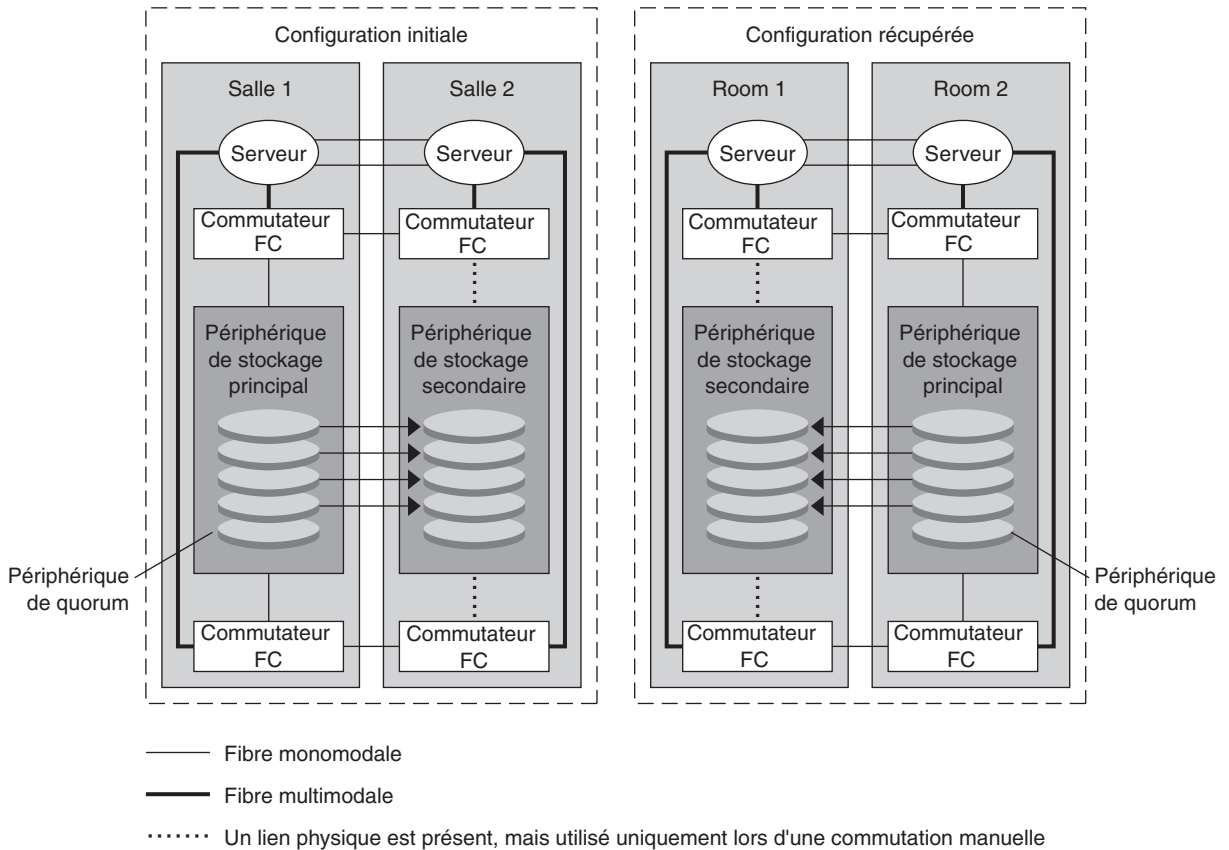 Configuration initiale
Configuration récupérée
Salle 1
Salle 2
Room 1
Room 2
Serveur
Serveur
Serveur
Serveur
Commutateur
FC
Commutateur
FC
Commutateur
FC
Commutateur
FC
Périphérique
de stockage
principal
Périphérique
de stockage
secondaire
Périphérique
de stockage
secondaire
Périphérique
de stockage
principal
Périphérique
de quorum
Périphérique
de quorum
Commutateur
FC
Commutateur
FC
Commutateur
FC
Commutateur
FC
Fibre monomodale
Fibre multimodale
Un lien physique est présent, mais utilisé uniquement lors d'une commutation manuelle